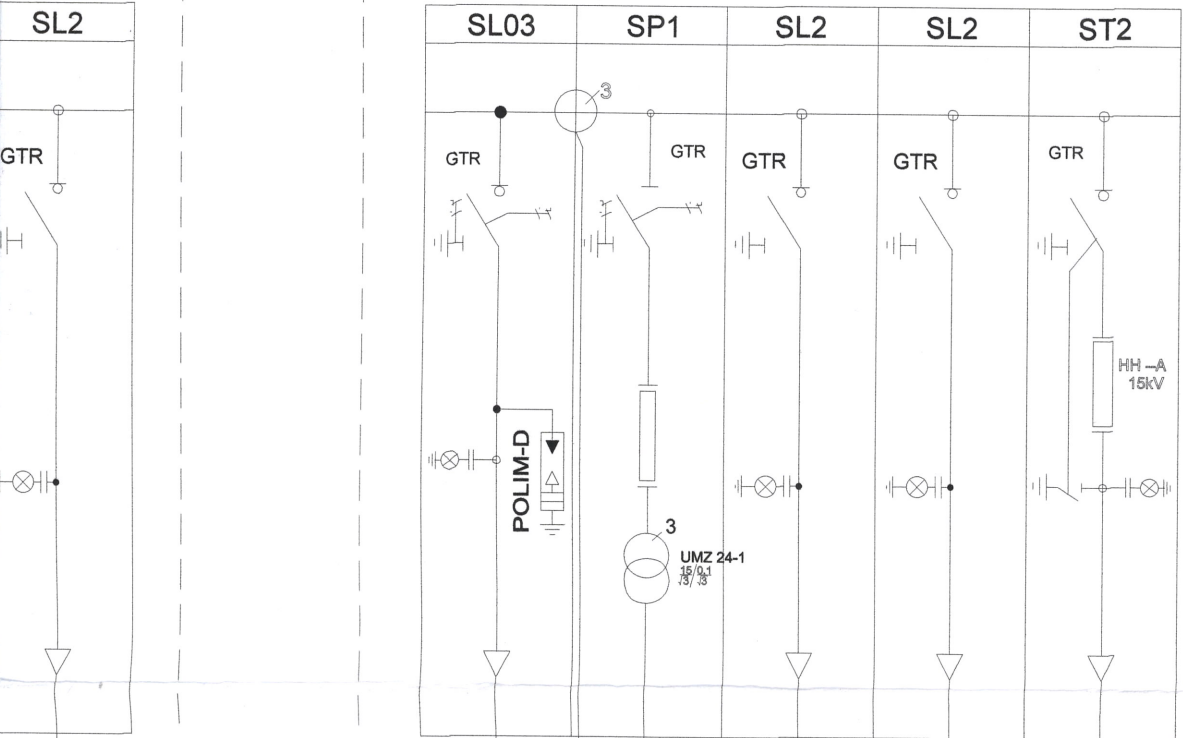 SL2
SL03
SP1
SL2
SL2
ST2
3
GTR
GTR
GTR
GTR
GTR
GTR
HH –A
15kV
POLIM-D
3
UMZ 24-1
15/0,1
√3/ √3